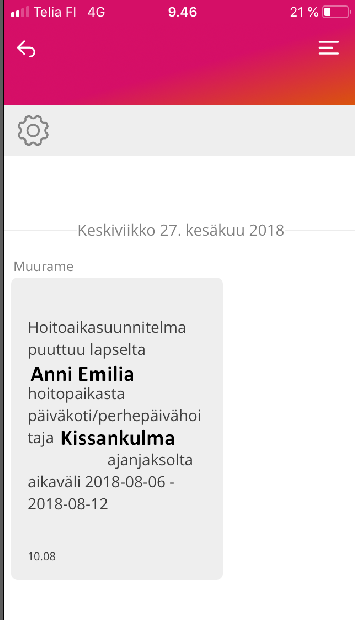 Telia FI 4G 9.46 21 %
Keskiviikko 27. kesäkuu 2018
Muurame
Hoitoaikasuunnitelma
puuttuu lapselta
Anni Emilia
hoitopaikasta
päiväkoti/perhepäivähoi
taja Kissankulma
ajanjaksolta
aikaväli 2018-08-06 -
2018-08-12
10.08